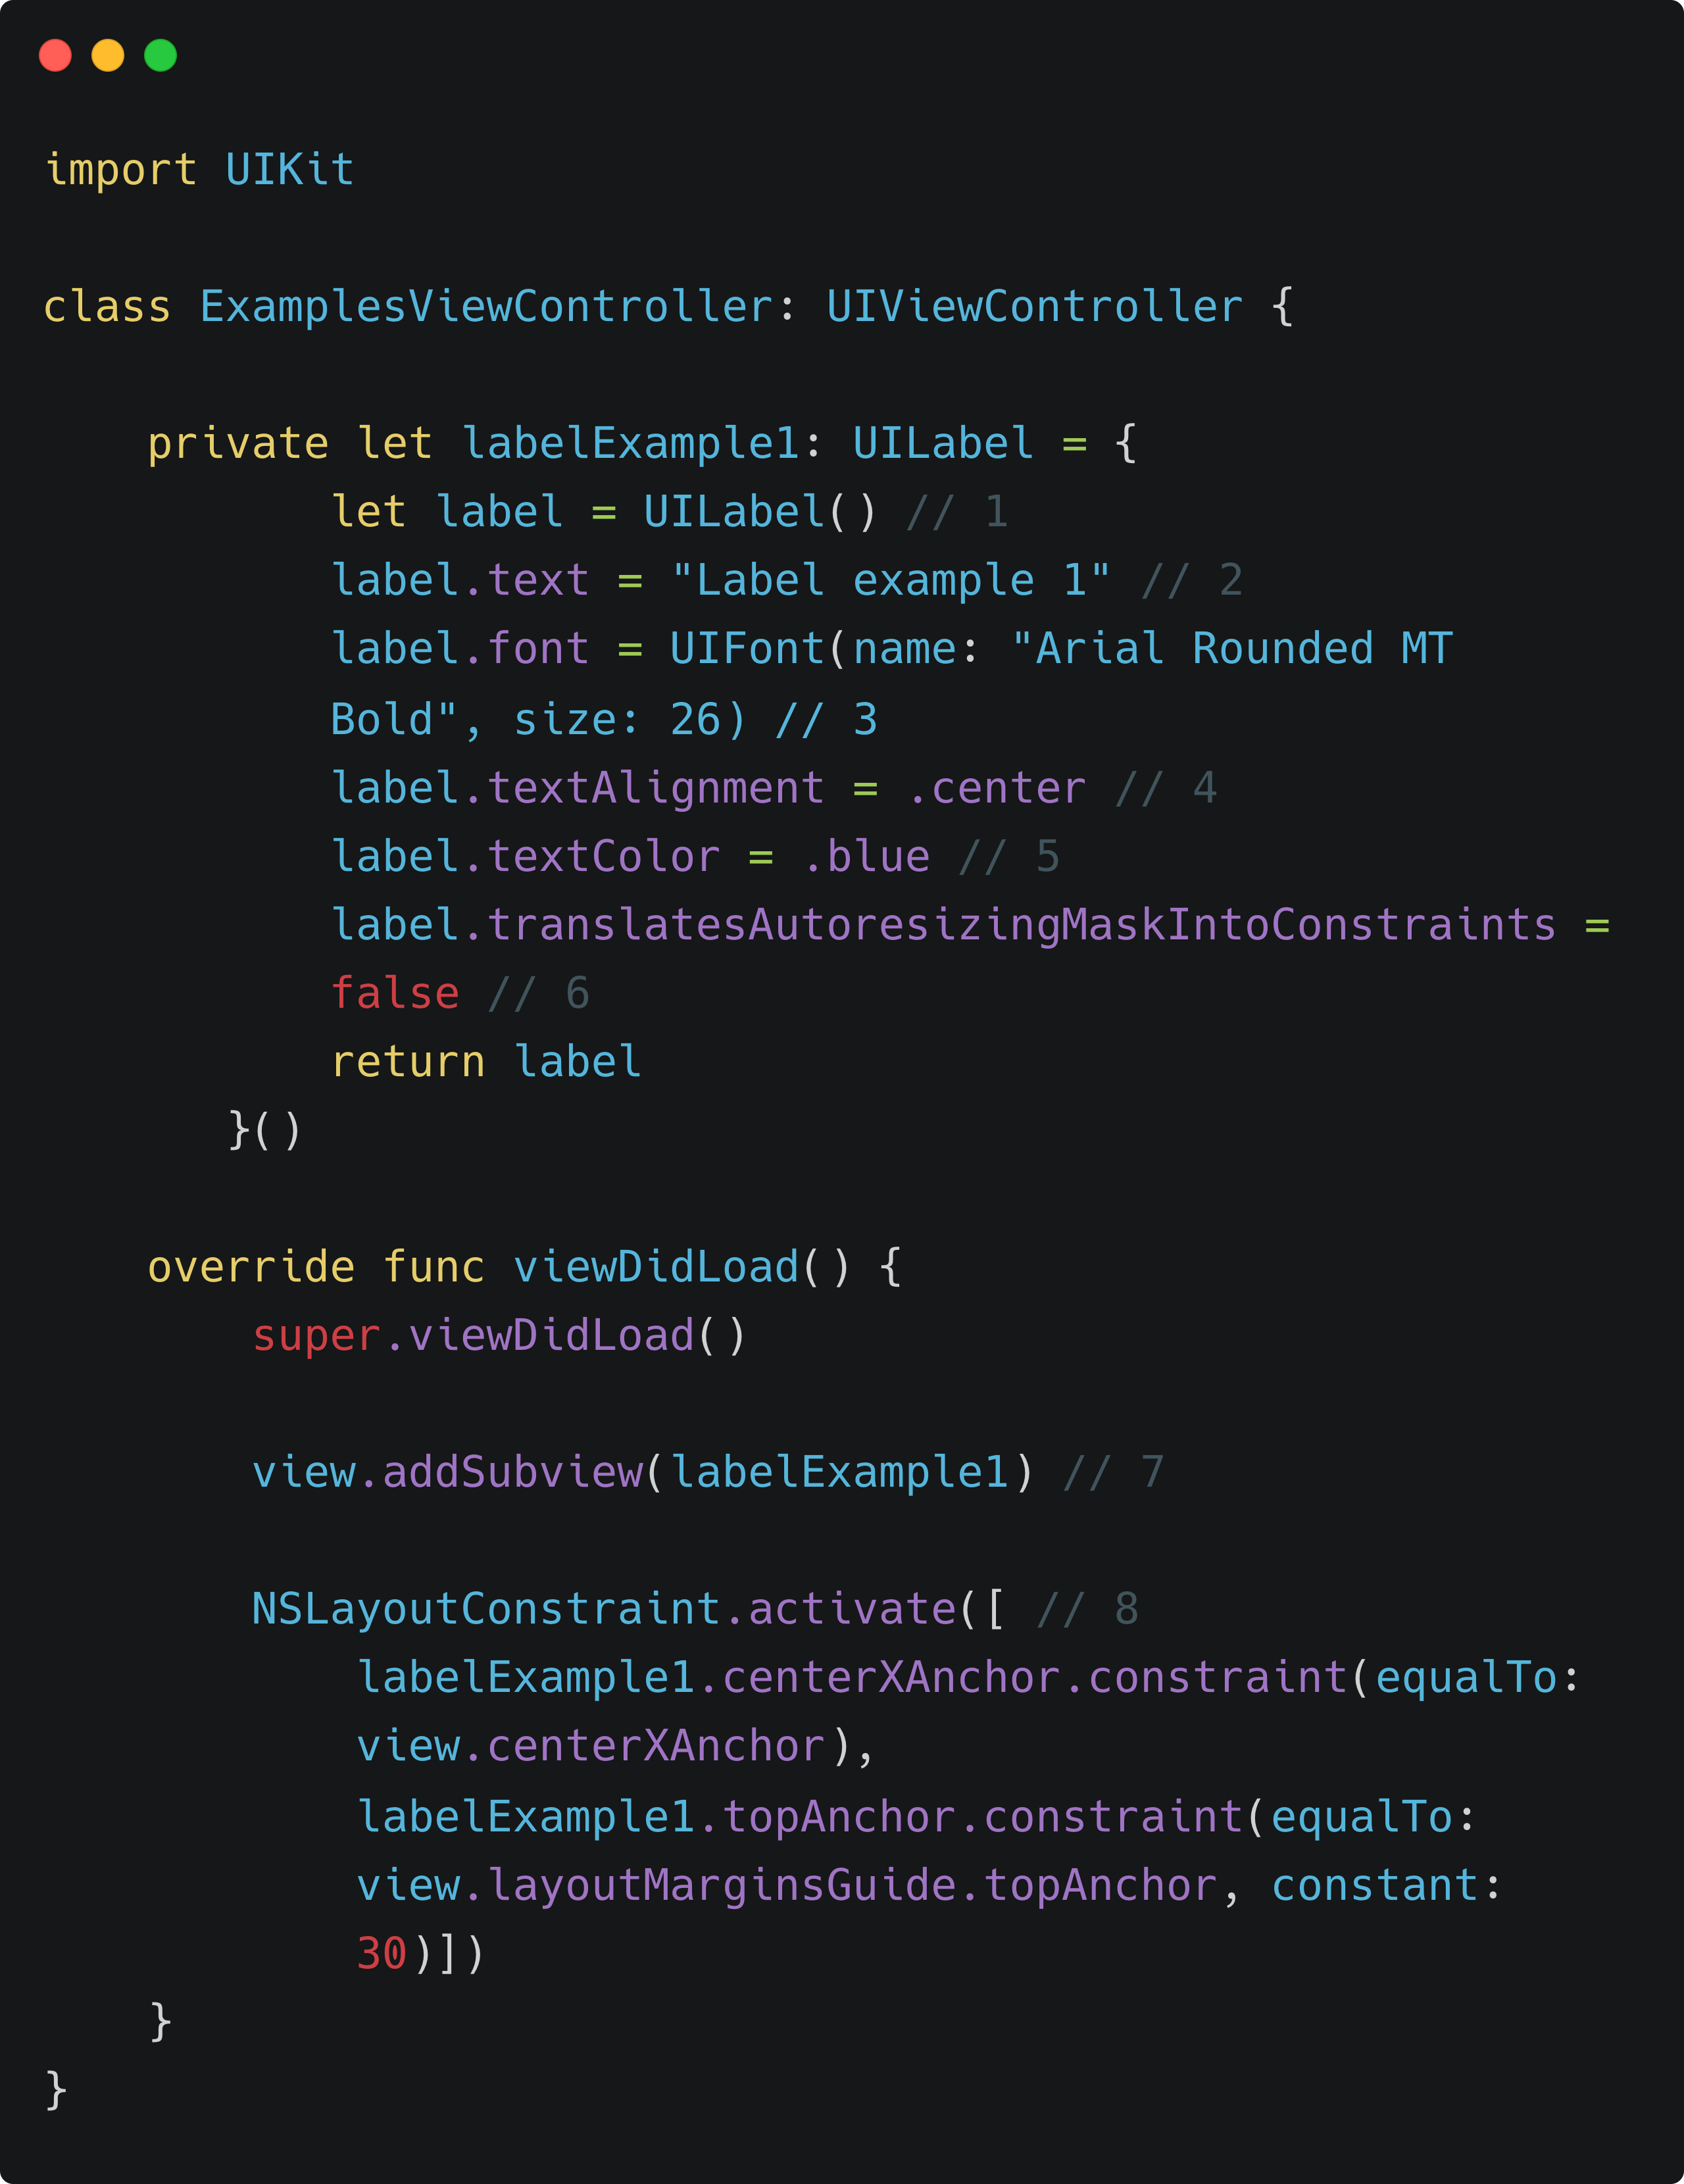 import UIKit

class ExamplesViewController: UIViewController {

    private let labelExample1: UILabel = {
           let label = UILabel() // 1
           label.text = "Label example 1" // 2
           label.font = UIFont(name: "Arial Rounded MT
           Bold", size: 26) // 3
           label.textAlignment = .center // 4
           label.textColor = .blue // 5
           label.translatesAutoresizingMaskIntoConstraints =
           false // 6
           return label
       }()

    override func viewDidLoad() {
        super.viewDidLoad()

        view.addSubview(labelExample1) // 7

        NSLayoutConstraint.activate([ // 8
            labelExample1.centerXAnchor.constraint(equalTo:
            view.centerXAnchor),
            labelExample1.topAnchor.constraint(equalTo:
            view.layoutMarginsGuide.topAnchor, constant:
            30)])
    }
}